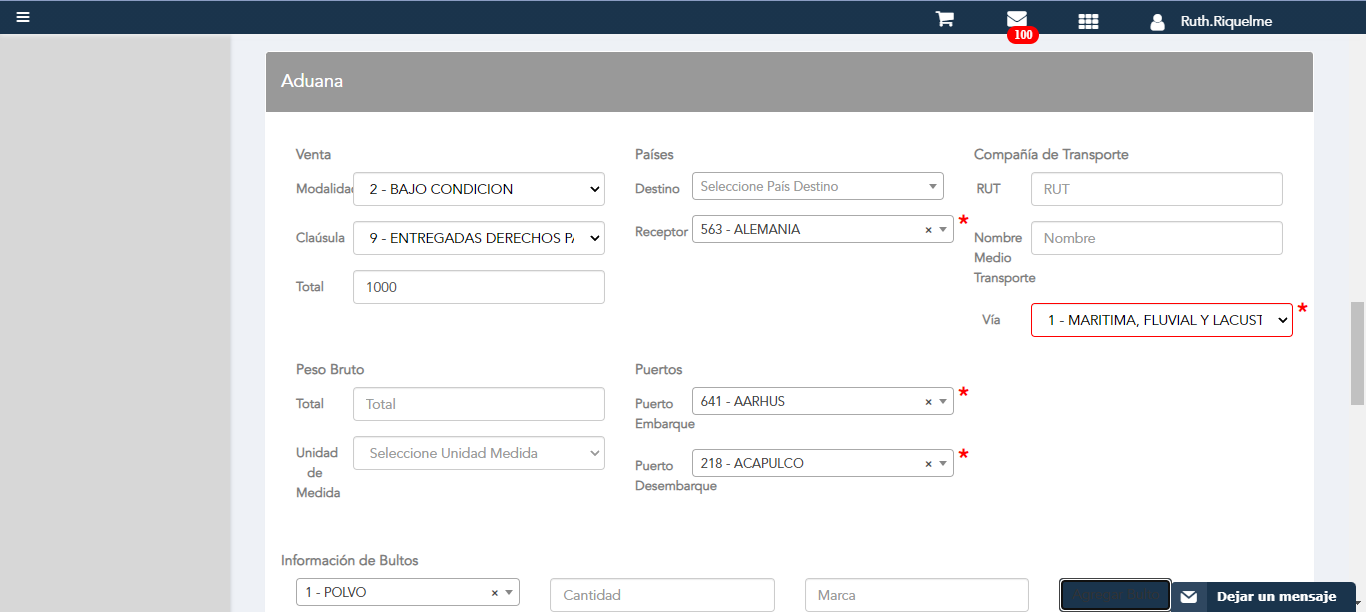 Ruth.Riquelme
100
Aduana
Venta
Países
Compañía de Transporte
Modalidad 2 - BAJO CONDICION
Destino Seleccione País Destino
RUT RUT
Claúsula 9 - ENTREGADAS DERECHOS PA
Receptor 563 - ALEMANIA × *
Nombre Medio Transporte Nombre
Total 1000
Vía 1 - MARITIMA, FLUVIAL Y LACUST *
Peso Bruto
Puertos
Total Total
Puerto Embarque 641 - AARHUS × *
Unidad de Medida Seleccione Unidad Medida
Puerto Desembarque 218 - ACAPULCO × *
Información de Bultos
1 - POLVO × Cantidad Marca
Dejar un mensaje